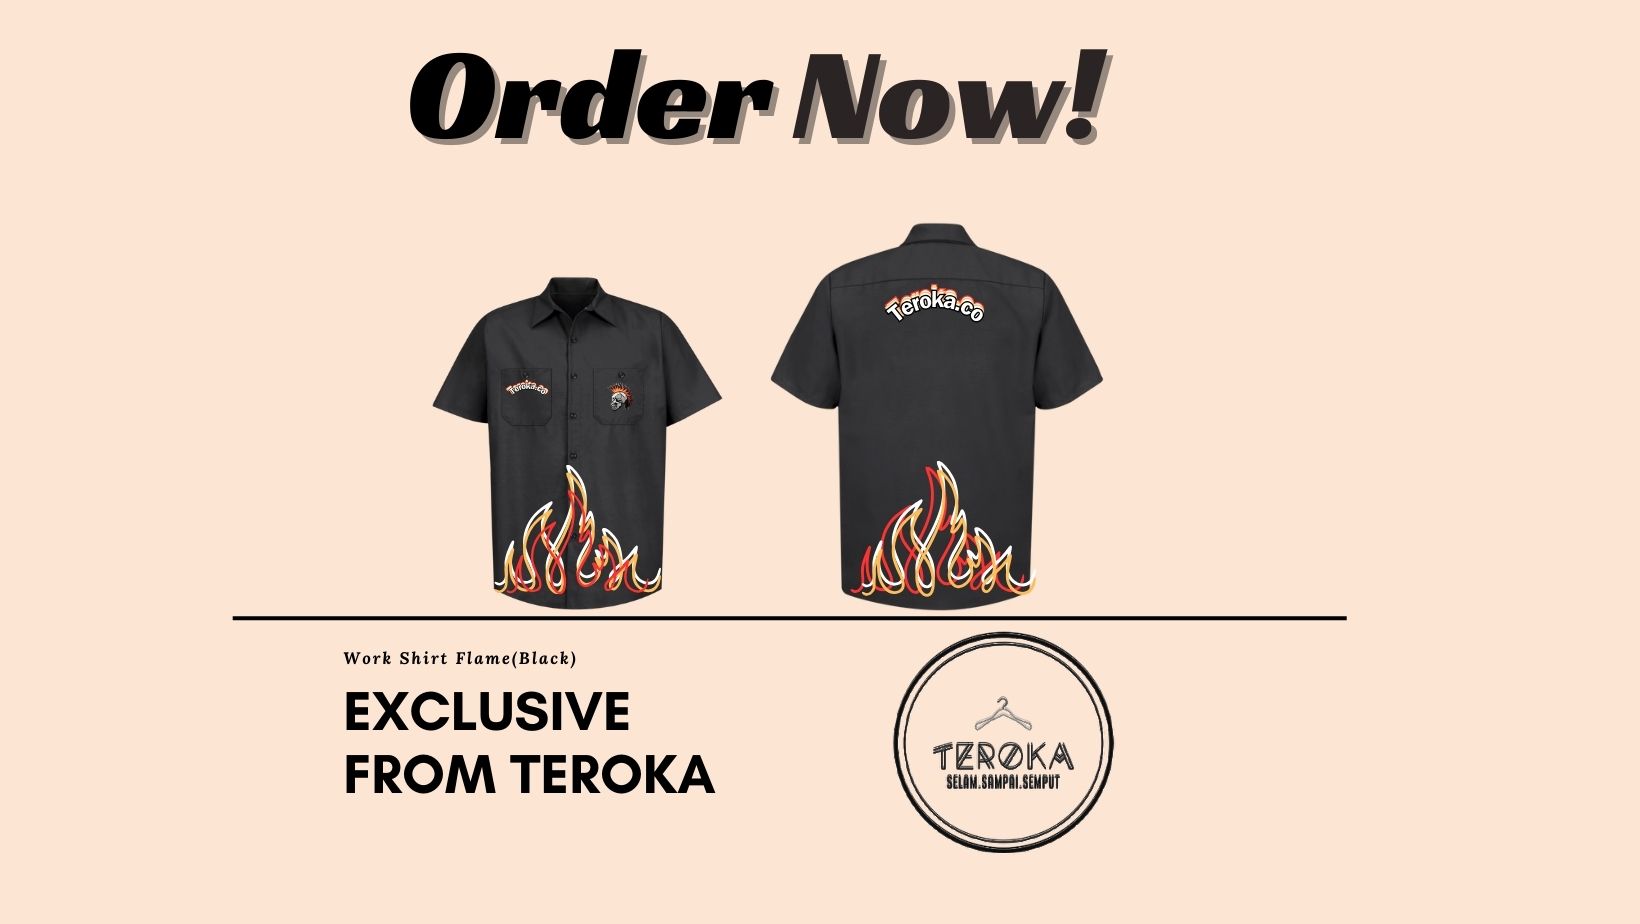 Order Now!
Teroka.co
Teroka.co
Work Shirt Flame(Black)
EXCLUSIVE
FROM TEROKA
TEROKA
SELAM.SAMPAI.SEMPUT